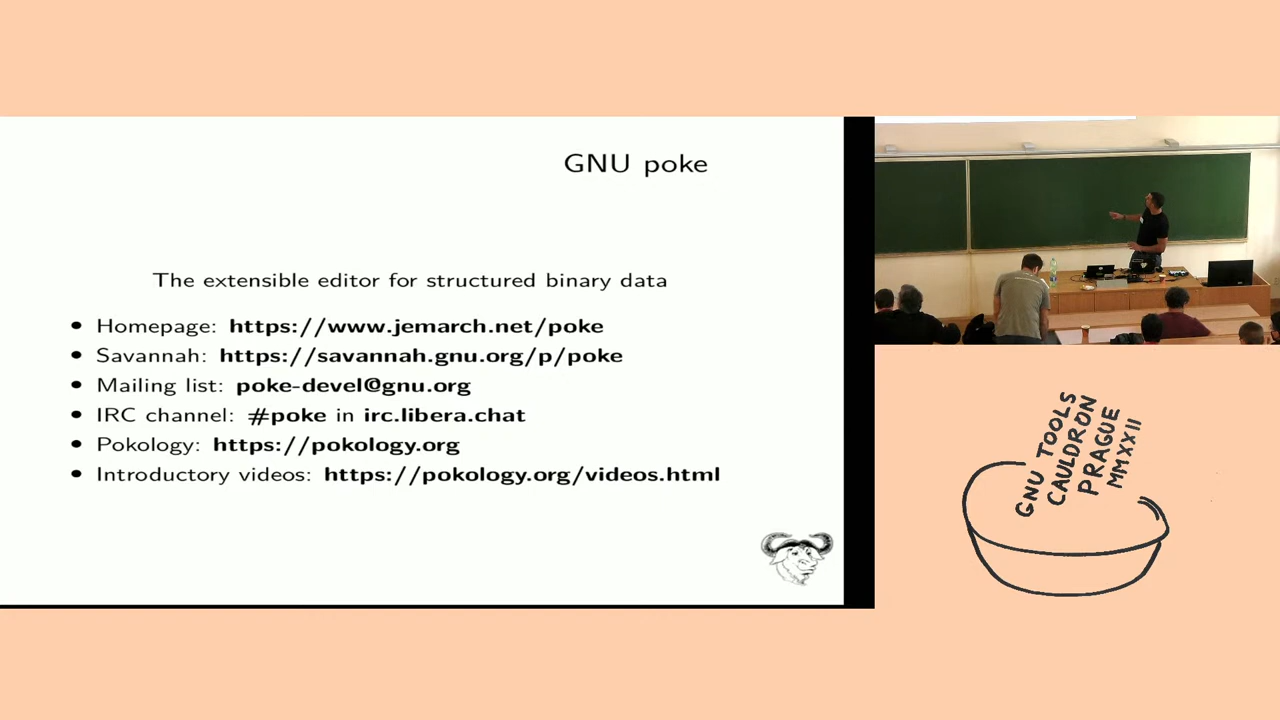 GNU poke
The extensible editor for structured binary data
• Homepage: https://www.jemarch.net/poke
• Savannah: https://savannah.gnu.org/p/poke
• Mailing list: poke-devel@gnu.org
• IRC channel: #poke in irc.libera.chat
• Pokology: https://pokology.org
• Introductory videos: https://pokology.org/videos.html
GNU TOOLS
CAULDRON
PRAGUE
MMXXII